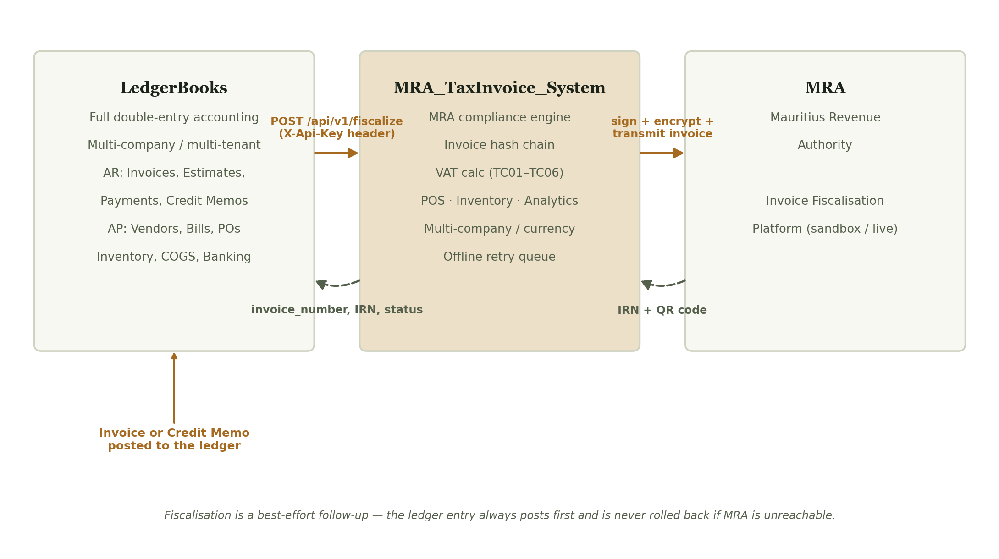 LedgerBooks
Full double-entry accounting
Multi-company / multi-tenant
AR: Invoices, Estimates,
Payments, Credit Memos
AP: Vendors, Bills, POs
Inventory, COGS, Banking
POST /api/v1/fiscalize
(X-Api-Key header)
invoice_number, IRN, status
MRA_TaxInvoice_System
MRA compliance engine
Invoice hash chain
VAT calc (TC01–TC06)
POS · Inventory · Analytics
Multi-company / currency
Offline retry queue
sign + encrypt +
transmit invoice
IRN + QR code
MRA
Mauritius Revenue
Authority
Invoice Fiscalisation
Platform (sandbox / live)
Invoice or Credit Memo
posted to the ledger
Fiscalisation is a best-effort follow-up — the ledger entry always posts first and is never rolled back if MRA is unreachable.